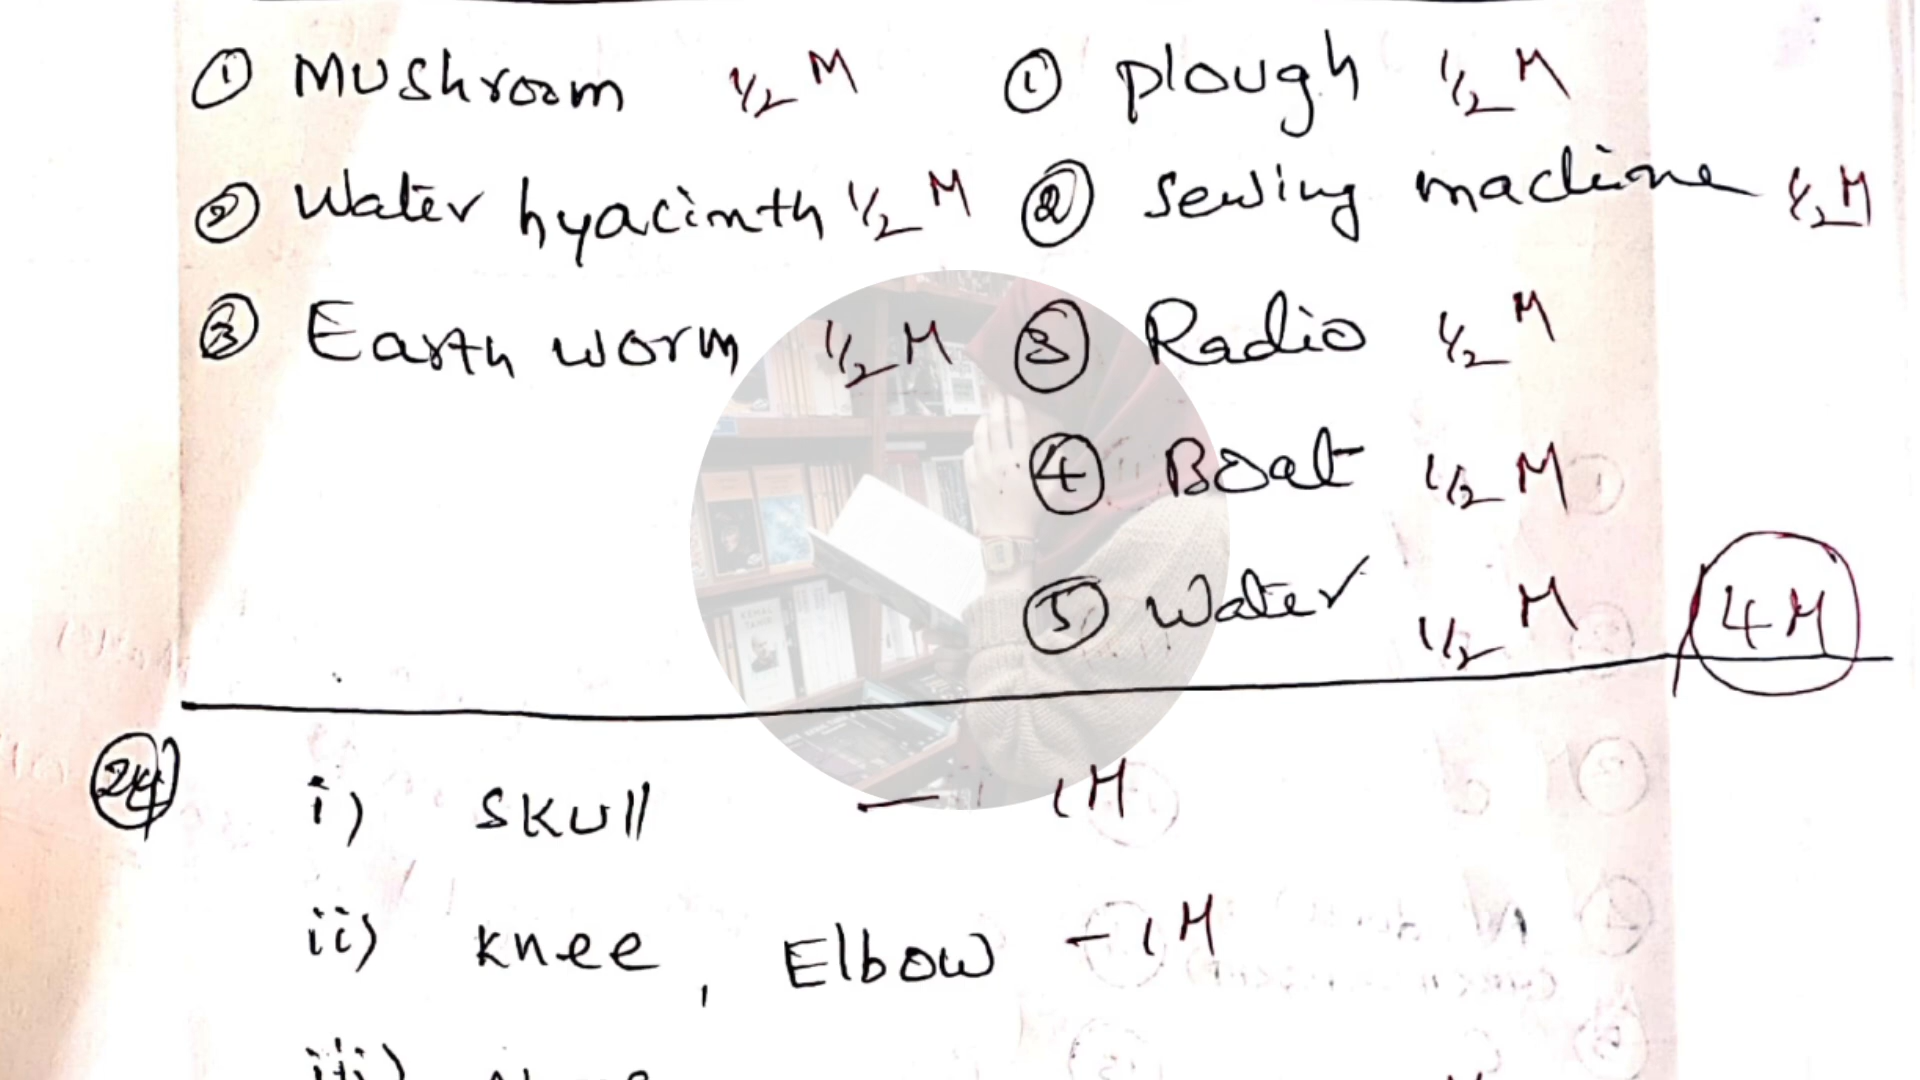 ① Mushroom ½ M ① plough ½ M
② Water hyacinth ½ M ② Sewing machine ½ M
③ Earth worm ½ M ③ Radio ½ M
④ Boat ½ M
⑤ Water ½ M 4M
24) i) Skull — 1M
ii) Knee, Elbow - 1M
iii)